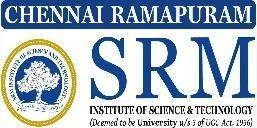 CHENNAI RAMAPURAM
SRM
INSTITUTE OF SCIENCE & TECHNOLOGY
(Deemed to be University u/s 3 of UGC Act, 1956)